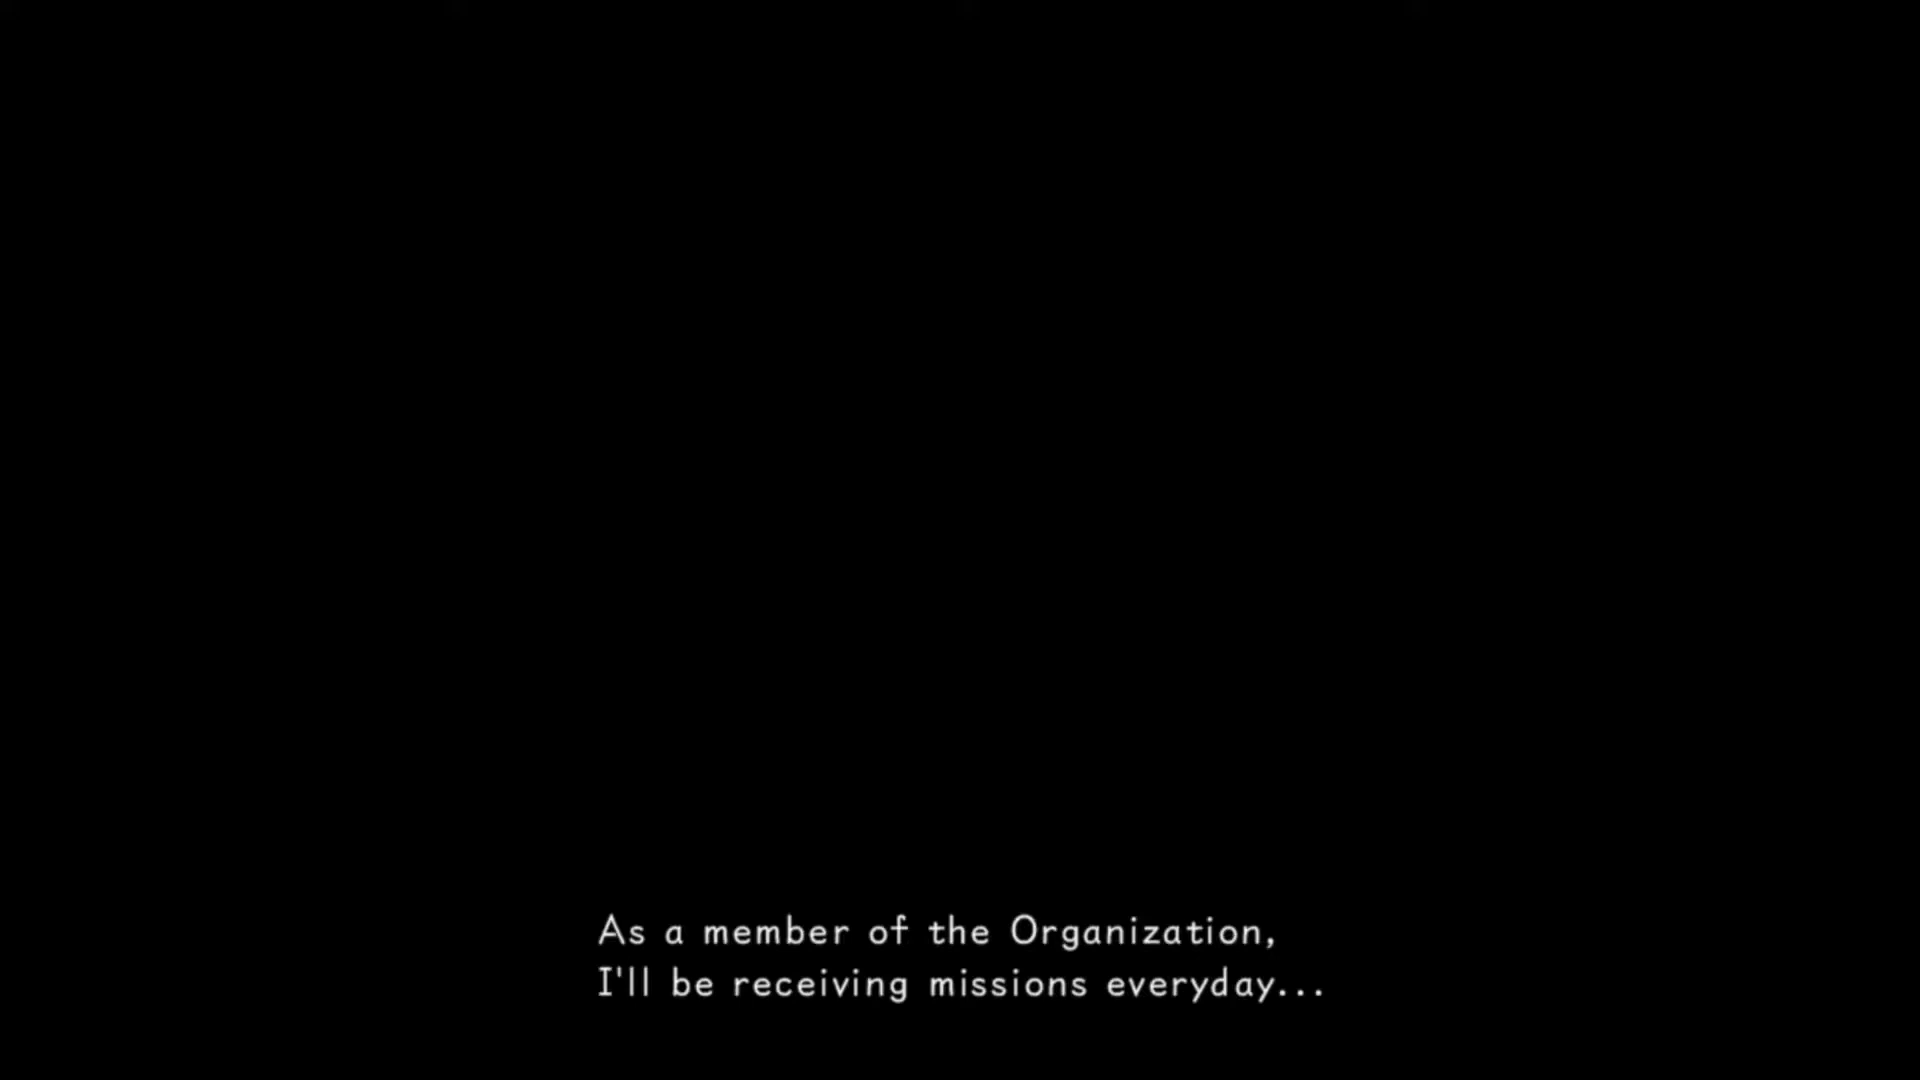 As a member of the Organization,
I'll be receiving missions everyday...